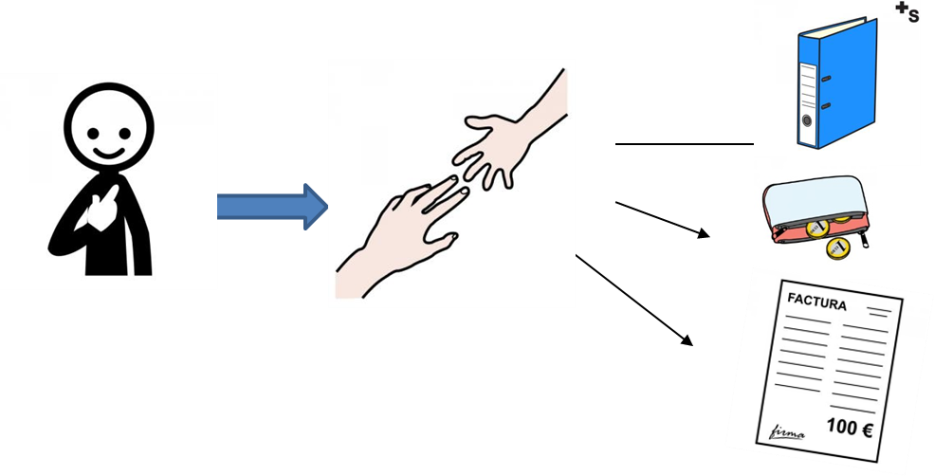 +s
FACTURA
100 €
firma